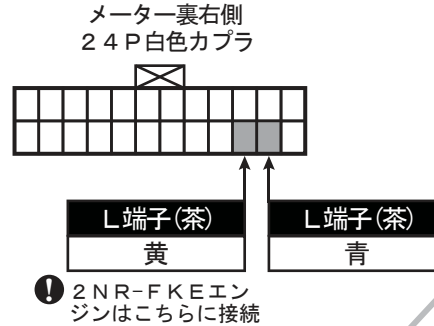 メーター裏右側
24P白色カプラ
L端子(茶)
黄
L端子(茶)
青
! 2NR-FKEエン
ジンはこちらに接続